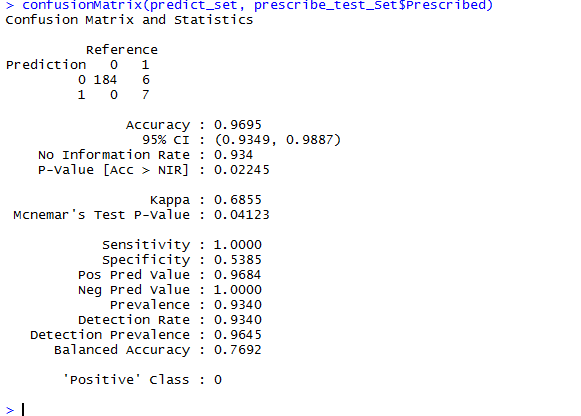 > confusionMatrix(predict_set, prescribe_test_Set$Prescribed)
Confusion Matrix and Statistics
Reference
Prediction 0 1
0 184 6
1 0 7
Accuracy : 0.9695
95% CI : (0.9349, 0.9887)
No Information Rate : 0.934
P-Value [Acc > NIR] : 0.02245
Kappa : 0.6855
Mcnemar's Test P-Value : 0.04123
Sensitivity : 1.0000
Specificity : 0.5385
Pos Pred Value : 0.9684
Neg Pred Value : 1.0000
Prevalence : 0.9340
Detection Rate : 0.9340
Detection Prevalence : 0.9645
Balanced Accuracy : 0.7692
'Positive' Class : 0
>